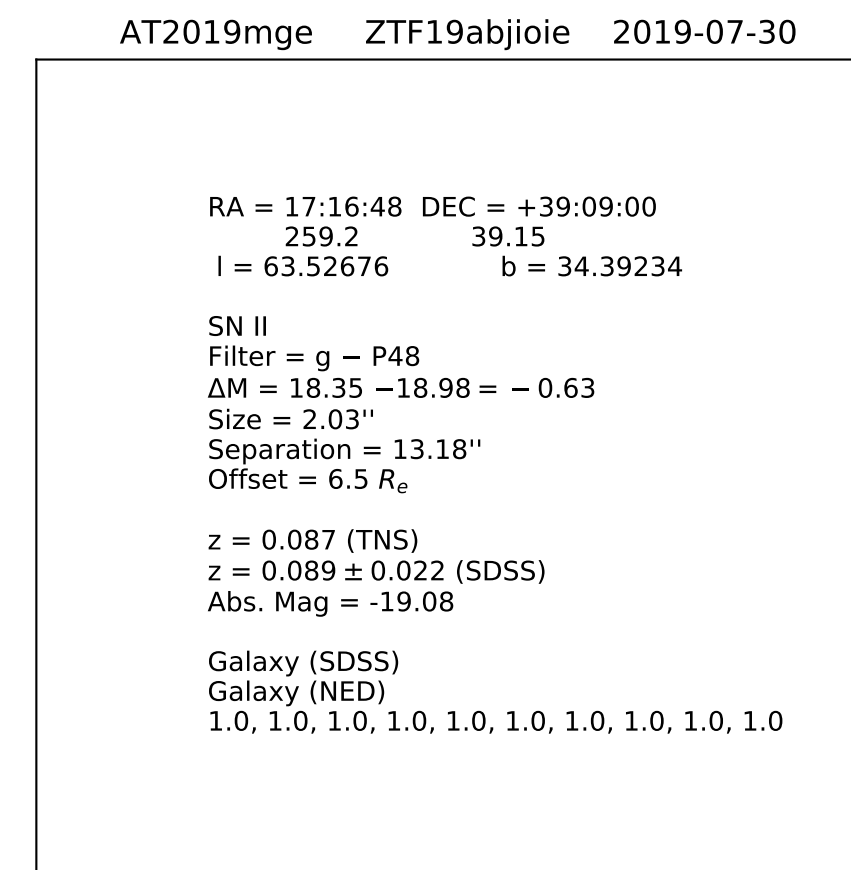 AT2019mge ZTF19abjioie 2019-07-30
RA = 17:16:48 DEC = +39:09:00
259.2 39.15
l = 63.52676 b = 34.39234
SN II
Filter = g − P48
ΔM = 18.35 −18.98 = − 0.63
Size = 2.03''
Separation = 13.18''
Offset = 6.5 Re
z = 0.087 (TNS)
z = 0.089 ± 0.022 (SDSS)
Abs. Mag = -19.08
Galaxy (SDSS)
Galaxy (NED)
1.0, 1.0, 1.0, 1.0, 1.0, 1.0, 1.0, 1.0, 1.0, 1.0